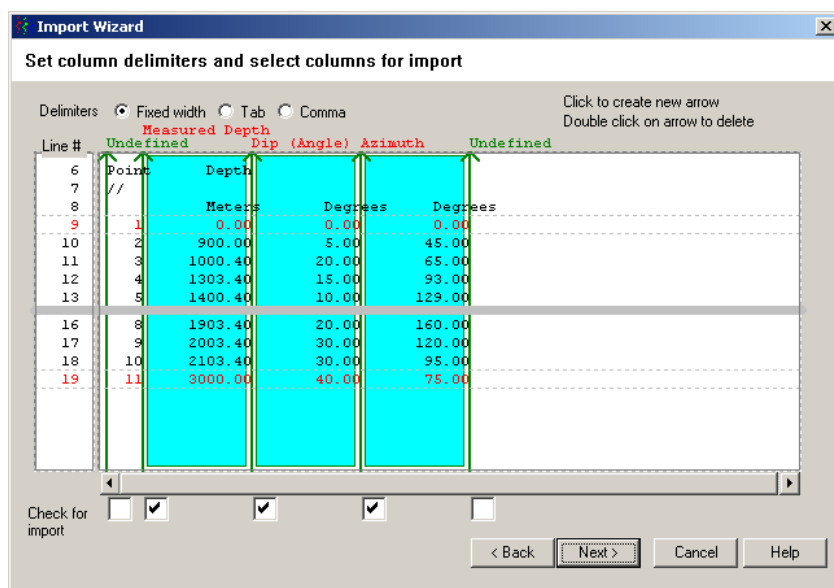 Import Wizard
Set column delimiters and select columns for import
Delimiters Fixed width Tab Comma
Click to create new arrow
Double click on arrow to delete
Measured Depth
Line # Undefined Dip (Angle) Azimuth Undefined
6 Point Depth
7 //
8 Meters Degrees Degrees
9 1 0.00 0.00 0.00
10 2 900.00 5.00 45.00
11 3 1000.40 20.00 65.00
12 4 1303.40 15.00 93.00
13 5 1400.40 10.00 129.00
16 8 1903.40 20.00 160.00
17 9 2003.40 30.00 120.00
18 10 2103.40 30.00 95.00
19 11 3000.00 40.00 75.00
Check for
import
< Back Next > Cancel Help